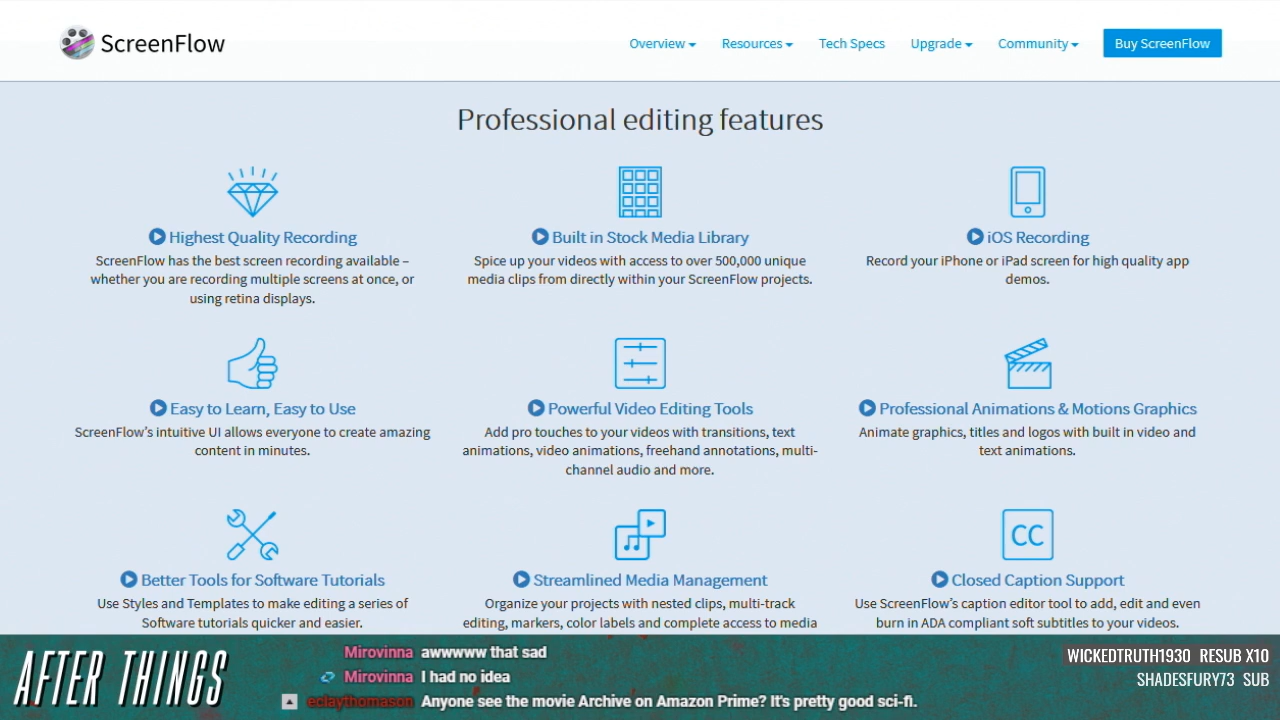 ScreenFlow
Overview
Resources
Tech Specs
Upgrade
Community
Buy ScreenFlow
Professional editing features
Highest Quality Recording
ScreenFlow has the best screen recording available –
whether you are recording multiple screens at once, or
using retina displays.
Built in Stock Media Library
Spice up your videos with access to over 500,000 unique
media clips from directly within your ScreenFlow projects.
iOS Recording
Record your iPhone or iPad screen for high quality app
demos.
Easy to Learn, Easy to Use
ScreenFlow's intuitive UI allows everyone to create amazing
content in minutes.
Powerful Video Editing Tools
Add pro touches to your videos with transitions, text
animations, video animations, freehand annotations, multi-
channel audio and more.
Professional Animations & Motions Graphics
Animate graphics, titles and logos with built in video and
text animations.
Better Tools for Software Tutorials
Use Styles and Templates to make editing a series of
Software tutorials quicker and easier.
Streamlined Media Management
Organize your projects with nested clips, multi-track
editing, markers, color labels and complete access to media
CC
Closed Caption Support
Use ScreenFlow's caption editor tool to add, edit and even
burn in ADA compliant soft subtitles to your videos.
AFTER THINGS
Mirovinna awwwww that sad
Mirovinna I had no idea
eclaythomason Anyone see the movie Archive on Amazon Prime? It's pretty good sci-fi.
WICKEDTRUTH1930 RESUB X10
SHADESFURY73 SUB